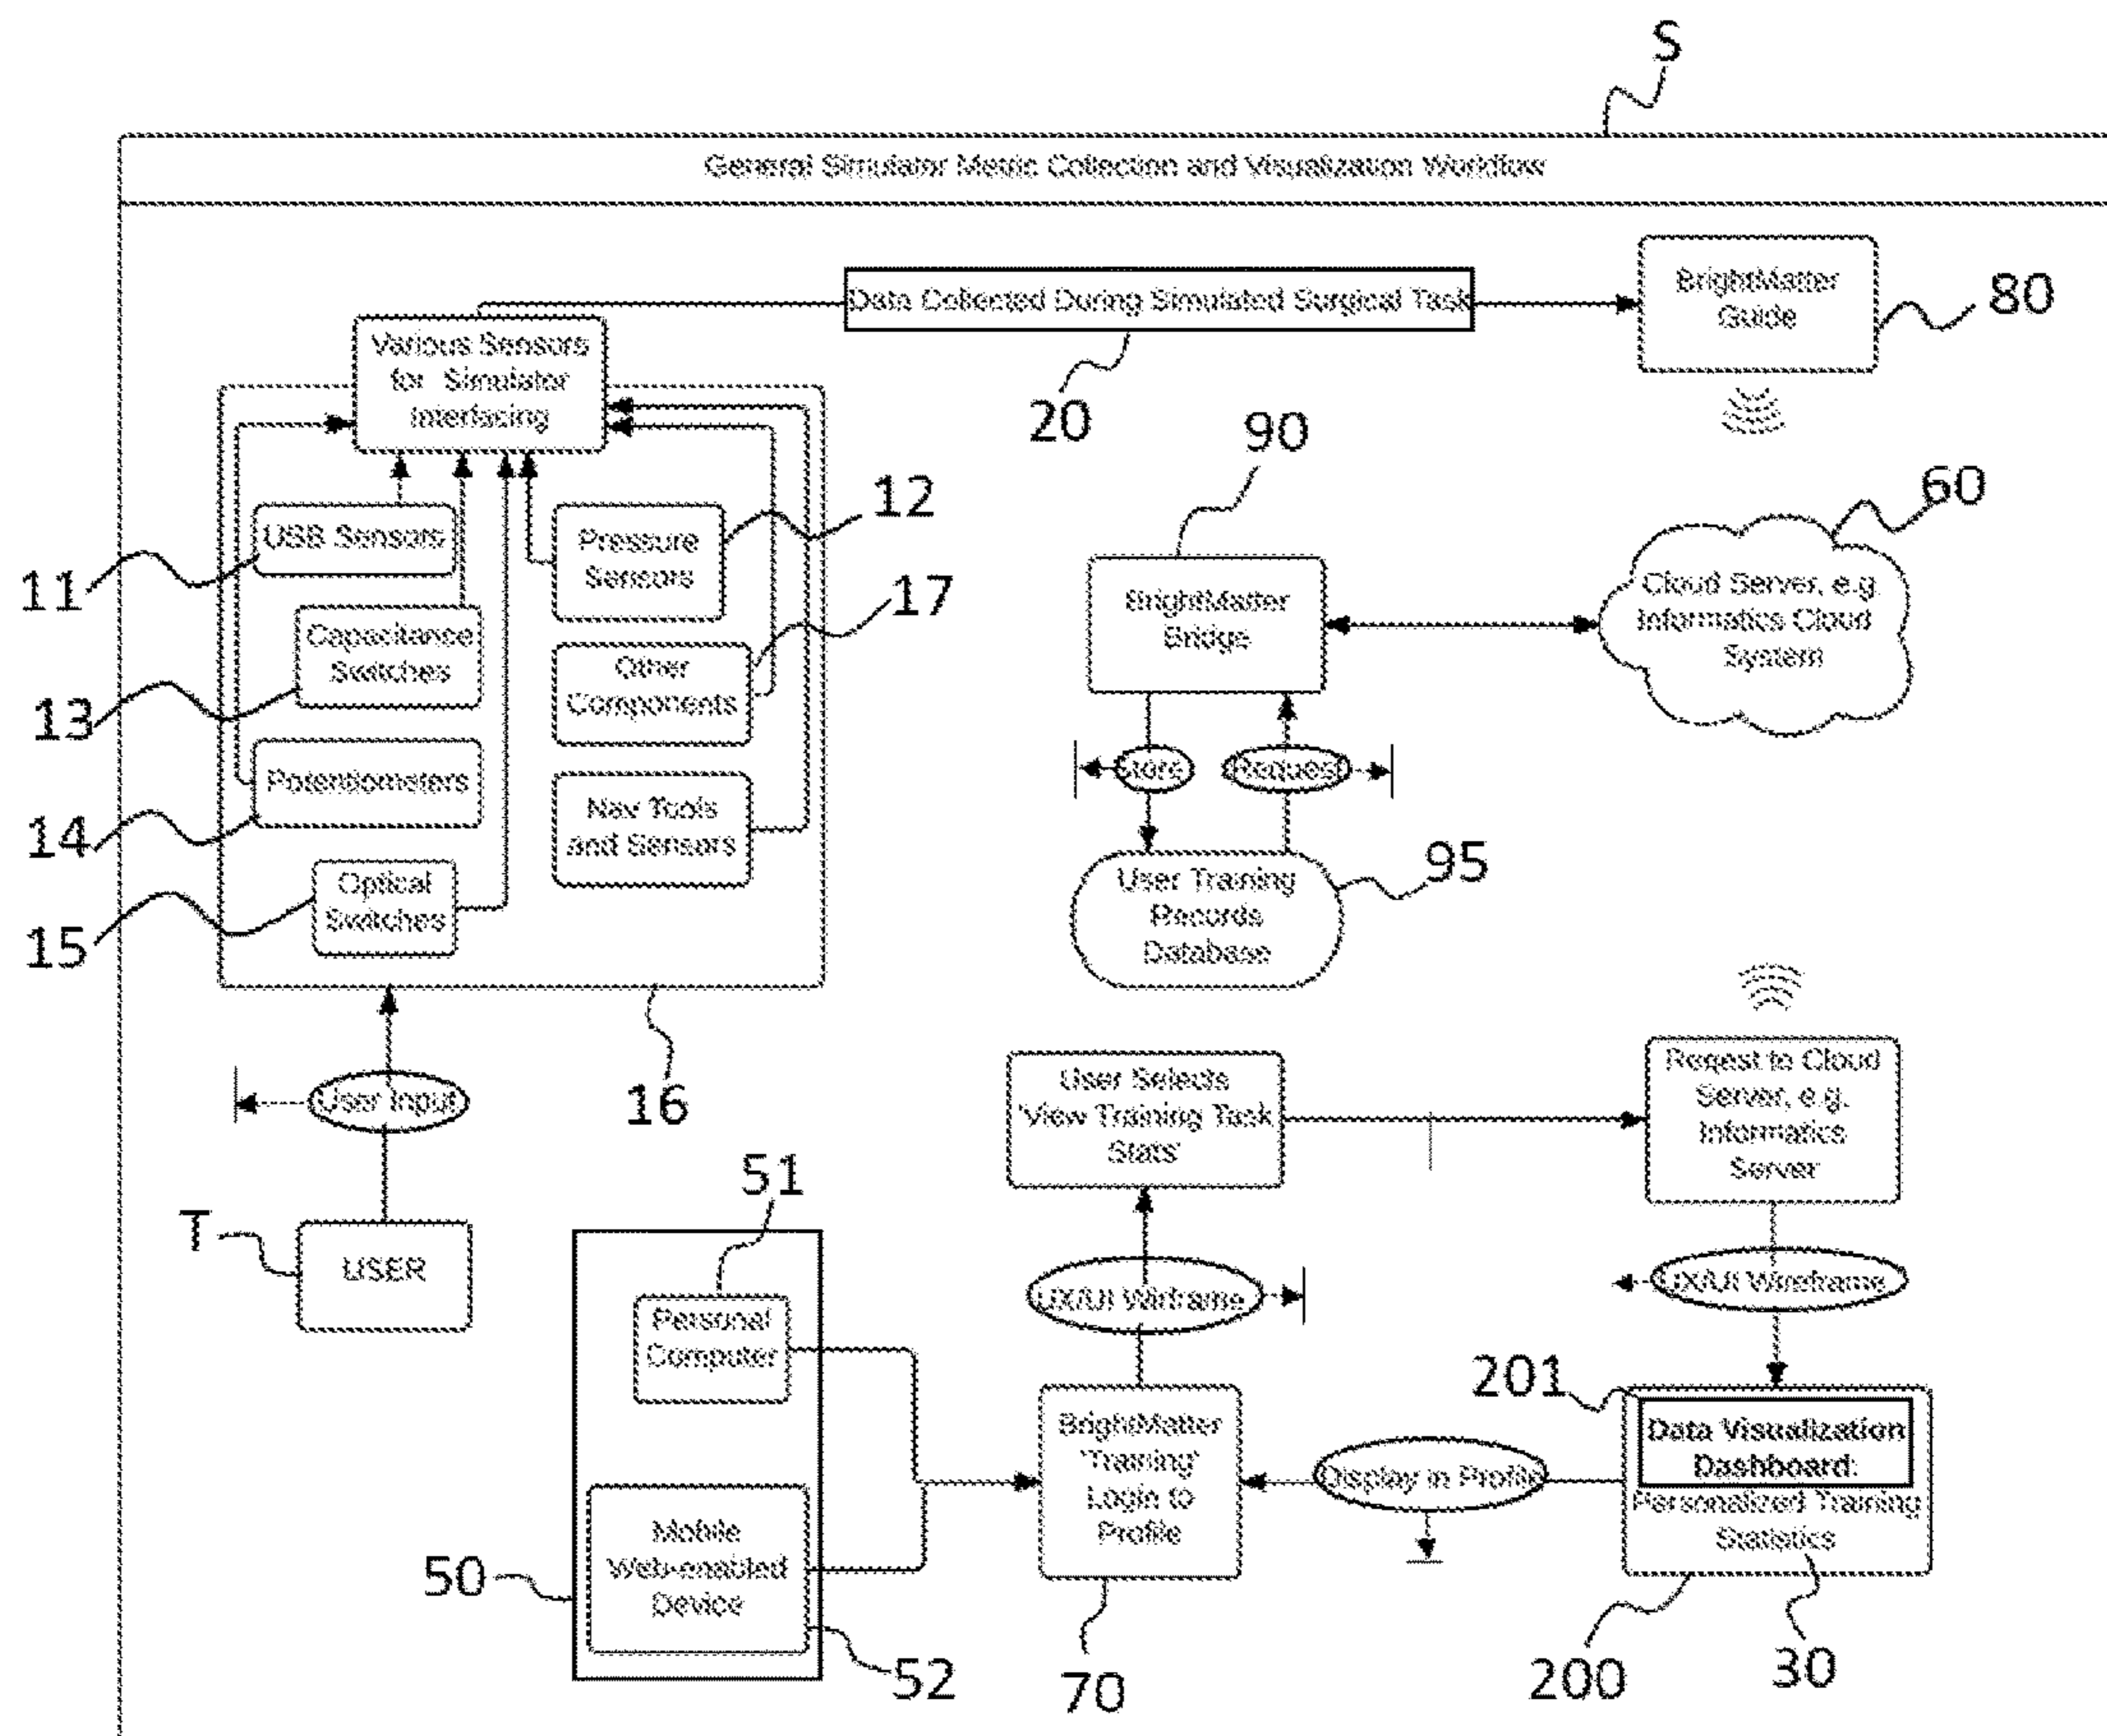 S
General Simulator Metric Collection and Visualization Workflow
Data Collected During Simulated Surgical Task
20
BrightMatter
Guide
80
Various Sensors
for Simulator
Interfacing
USB Sensors
11
Pressure
Sensors
12
Capacitance
Switches
13
Other
Components
17
Potentiometers
14
Nav Tools
and Sensors
Optical
Switches
15
16
90
BrightMatter
Bridge
60
Cloud Server, e.g.
Informatics Cloud
System
Store
Request
User Training
Records
Database
95
User Input
T
USER
User Selects
'View Training Task
Stats'
Reqest to Cloud
Server, e.g.
Informatics
Server
51
Personal
Computer
Mobile
Web-enabled
Device
50
52
UX/UI Wirframe
UX/UI Wireframe
BrightMatter
'Training'
Login to
Profile
70
Display in Profile
201
Data Visualization
Dashboard:
Personalized Training
Statistics
200
30